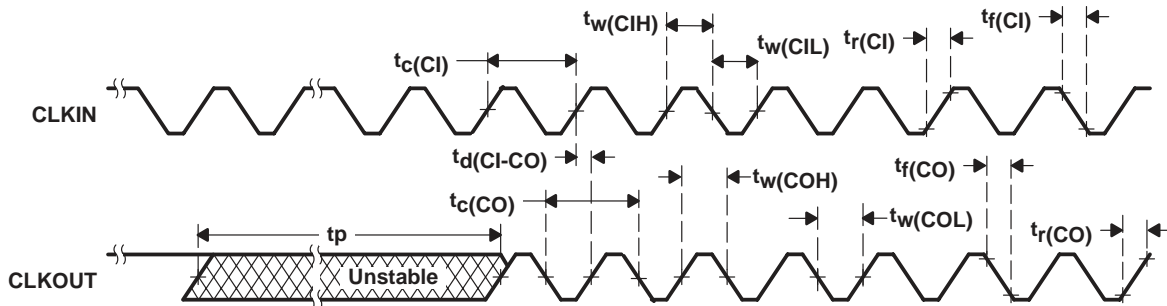 tw(CIH)
tf(CI)
tr(CI)
tw(CIL)
tc(CI)
CLKIN
td(CI-CO)
tf(CO)
tw(COH)
tc(CO)
tw(COL)
tr(CO)
tp
CLKOUT
Unstable